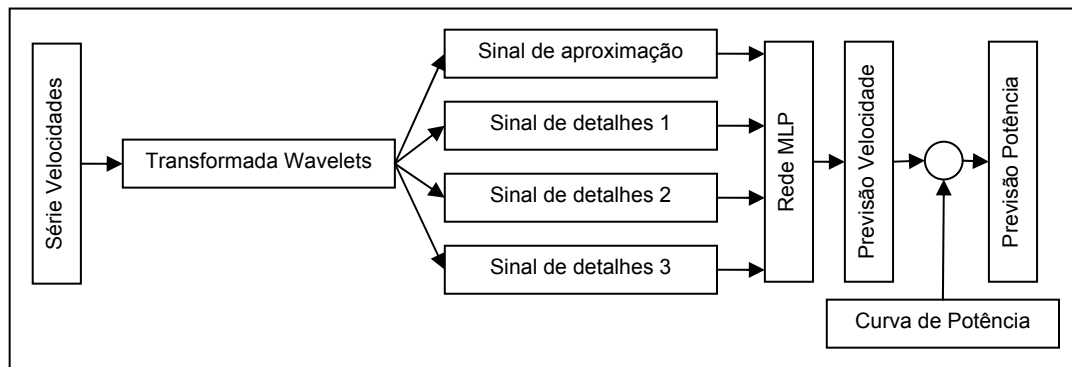 Série Velocidades
Transformada Wavelets
Sinal de aproximação
Sinal de detalhes 1
Sinal de detalhes 2
Sinal de detalhes 3
Rede MLP
Previsão Velocidade
Previsão Potência
Curva de Potência